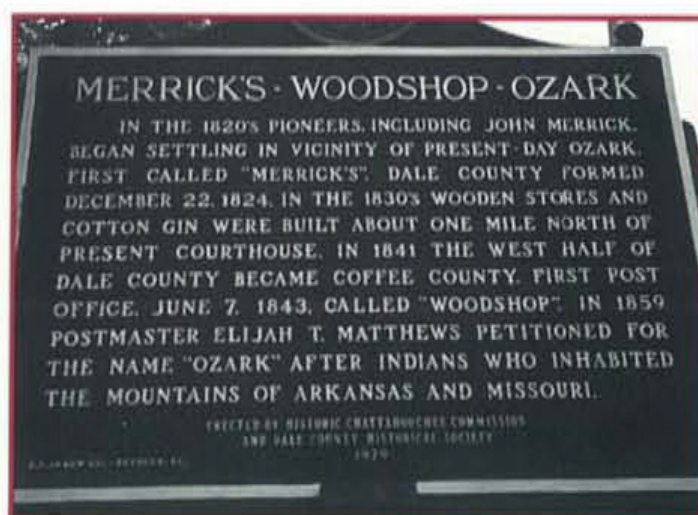 MERRICK'S - WOODSHOP - OZARK
IN THE 1820'S PIONEERS, INCLUDING JOHN MERRICK,
BEGAN SETTLING IN VICINITY OF PRESENT-DAY OZARK,
FIRST CALLED "MERRICK'S". DALE COUNTY FORMED
DECEMBER 22, 1824. IN THE 1830'S WOODEN STORES AND
COTTON GIN WERE BUILT ABOUT ONE MILE NORTH OF
PRESENT COURTHOUSE. IN 1841 THE WEST HALF OF
DALE COUNTY BECAME COFFEE COUNTY. FIRST POST
OFFICE, JUNE 7, 1843, CALLED "WOODSHOP". IN 1859
POSTMASTER ELIJAH T. MATTHEWS PETITIONED FOR
THE NAME "OZARK" AFTER INDIANS WHO INHABITED
THE MOUNTAINS OF ARKANSAS AND MISSOURI.
ERECTED BY HISTORIC CHATTAHOOCHEE COMMISSION
AND DALE COUNTY HISTORICAL SOCIETY